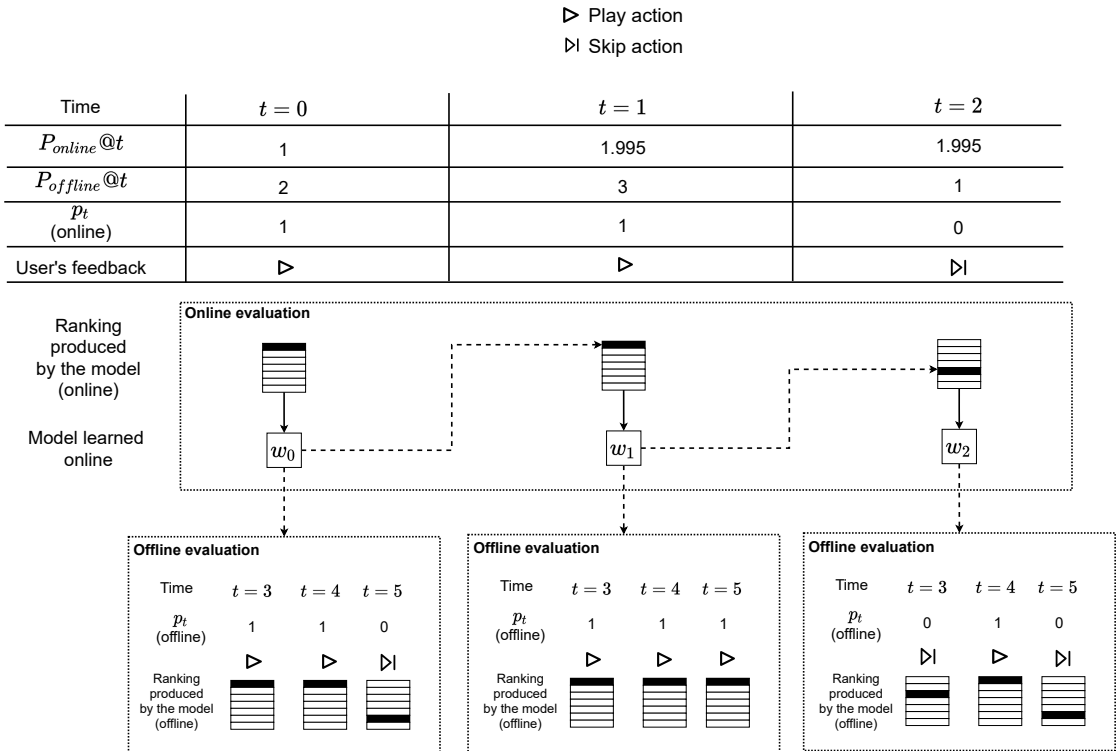 Play action
Skip action
Time t = 0 t = 1 t = 2
P_online@t 1 1.995 1.995
P_offline@t 2 3 1
p_t
(online) 1 1 0
User's feedback
Online evaluation
Ranking
produced
by the model
(online)
Model learned
online
w_0 w_1 w_2
Offline evaluation
Time t = 3 t = 4 t = 5
p_t
(offline) 1 1 0
Ranking
produced
by the model
(offline)
Offline evaluation
Time t = 3 t = 4 t = 5
p_t
(offline) 1 1 1
Ranking
produced
by the model
(offline)
Offline evaluation
Time t = 3 t = 4 t = 5
p_t
(offline) 0 1 0
Ranking
produced
by the model
(offline)